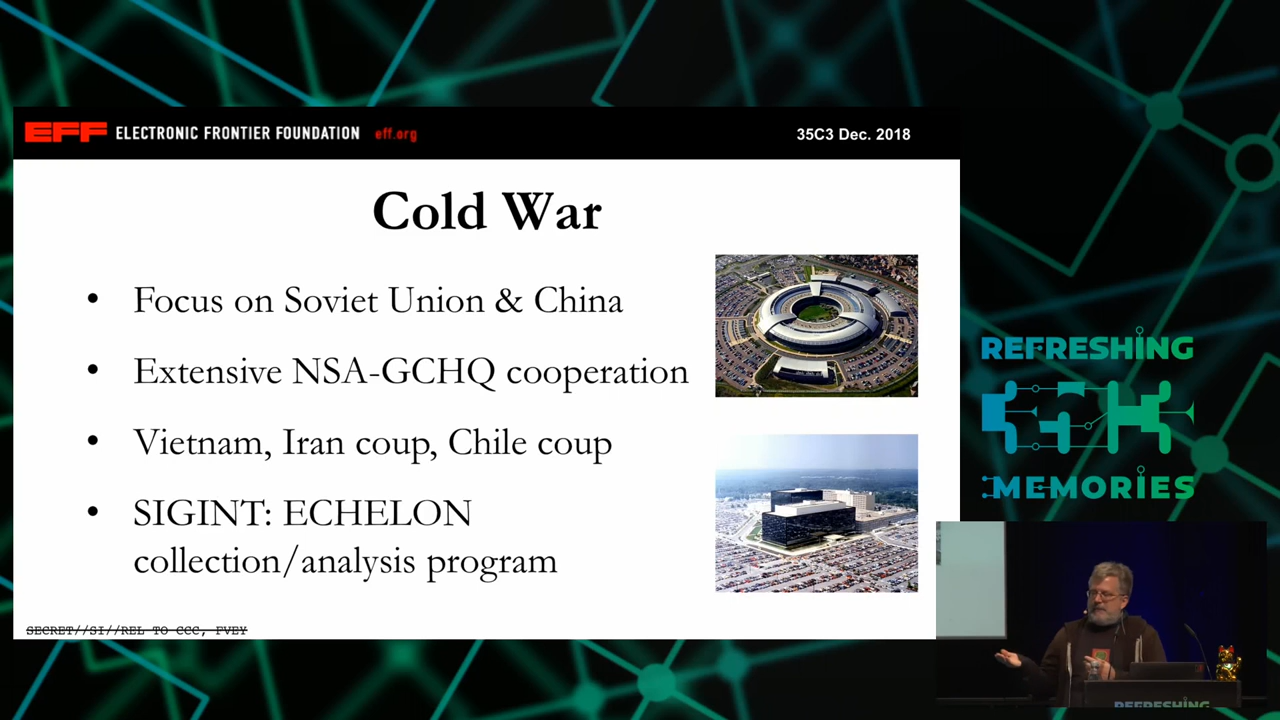 EFF ELECTRONIC FRONTIER FOUNDATION eff.org
35C3 Dec. 2018
Cold War
• Focus on Soviet Union & China
• Extensive NSA-GCHQ cooperation
• Vietnam, Iran coup, Chile coup
• SIGINT: ECHELON
collection/analysis program
SECRET//SI//REL TO CCC, FVEY
REFRESHING
MEMORIES
REFRESHING